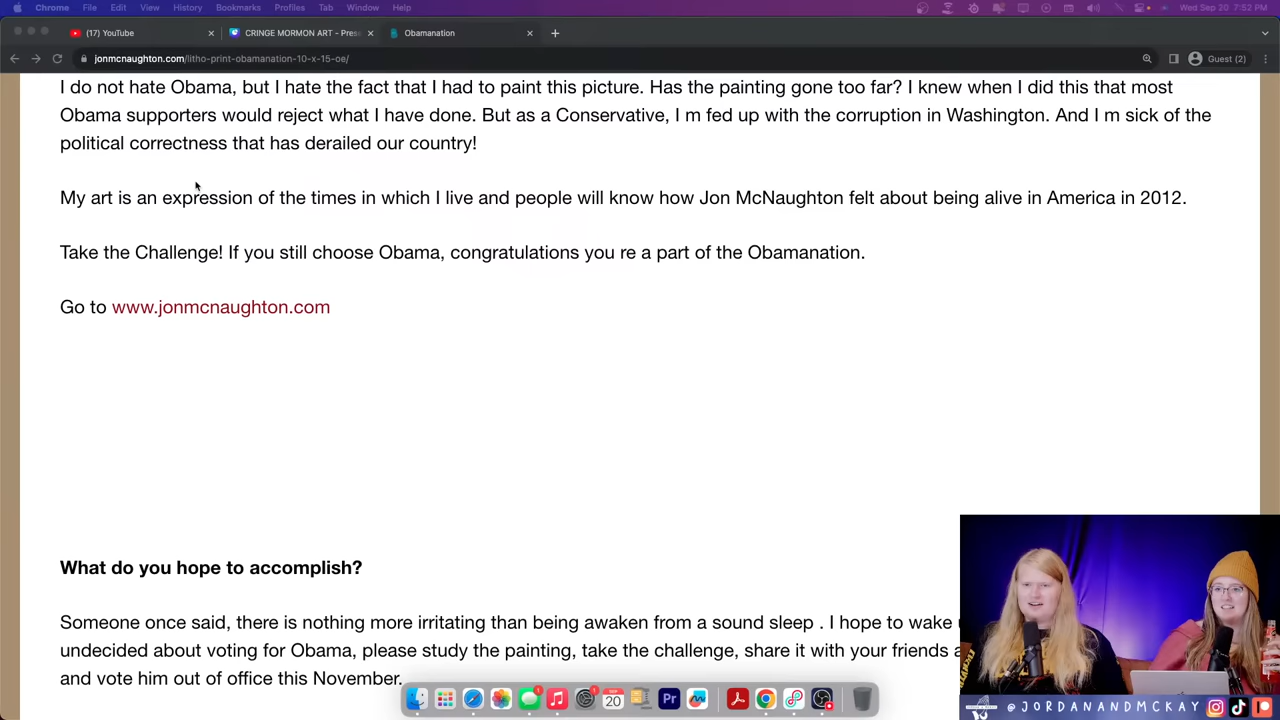 Chrome File Edit View History Bookmarks Profiles Tab Window Help Wed Sep 20 7:52 PM
(17) YouTube CRINGE MORMON ART - Pres Obamanation
jonmcnaughton.com/litho-print-obamanation-10-x-15-oe/ Guest (2)
I do not hate Obama, but I hate the fact that I had to paint this picture. Has the painting gone too far? I knew when I did this that most
Obama supporters would reject what I have done. But as a Conservative, I m fed up with the corruption in Washington. And I m sick of the
political correctness that has derailed our country!
My art is an expression of the times in which I live and people will know how Jon McNaughton felt about being alive in America in 2012.
Take the Challenge! If you still choose Obama, congratulations you re a part of the Obamanation.
Go to www.jonmcnaughton.com
What do you hope to accomplish?
Someone once said, there is nothing more irritating than being awaken from a sound sleep . I hope to wake
undecided about voting for Obama, please study the painting, take the challenge, share it with your friends
and vote him out of office this November.
SEP
20
Pr
@JORDANANDMCKAY